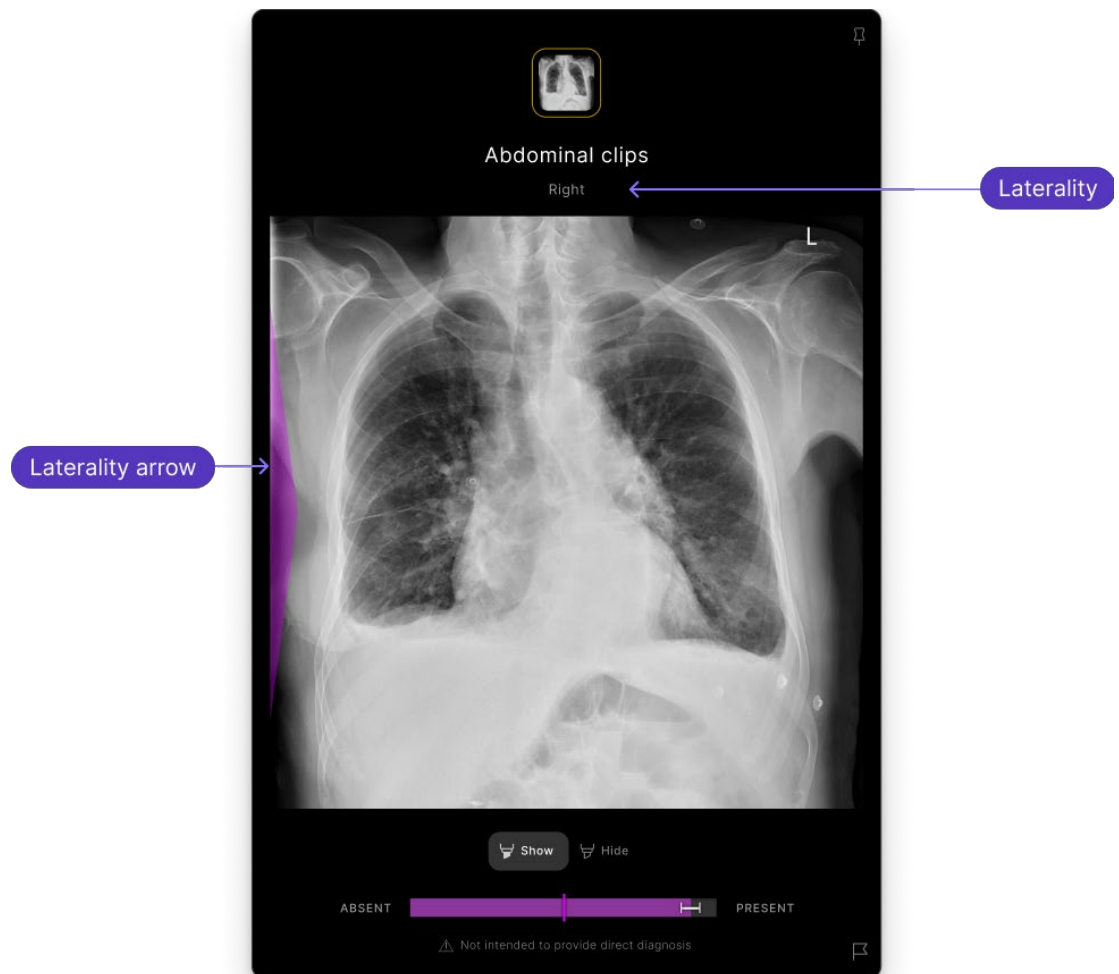 Abdominal clips
Right
Laterality
L
Laterality arrow
Show
Hide
ABSENT
PRESENT
Not intended to provide direct diagnosis